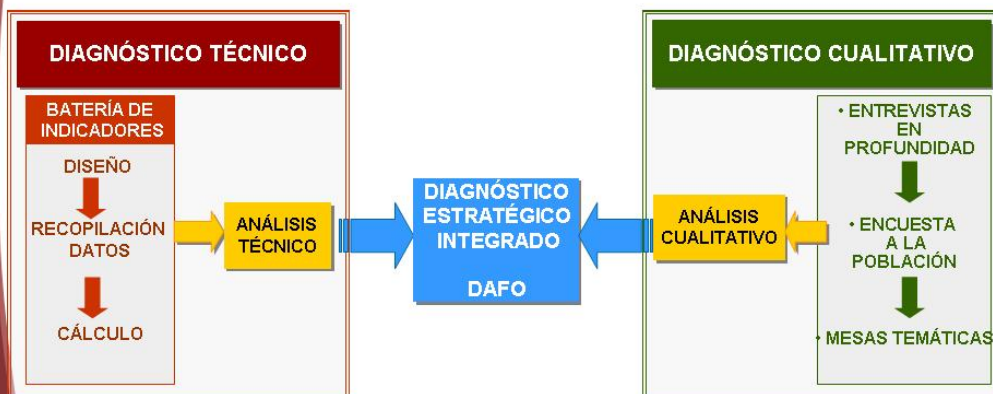 DIAGNÓSTICO TÉCNICO
BATERÍA DE
INDICADORES
DISEÑO
RECOPILACIÓN
DATOS
CÁLCULO
ANÁLISIS
TÉCNICO
DIAGNÓSTICO
ESTRATÉGICO
INTEGRADO
DAFO
DIAGNÓSTICO CUALITATIVO
ANÁLISIS
CUALITATIVO
• ENTREVISTAS
EN
PROFUNDIDAD
• ENCUESTA
A LA
POBLACIÓN
• MESAS TEMÁTICAS